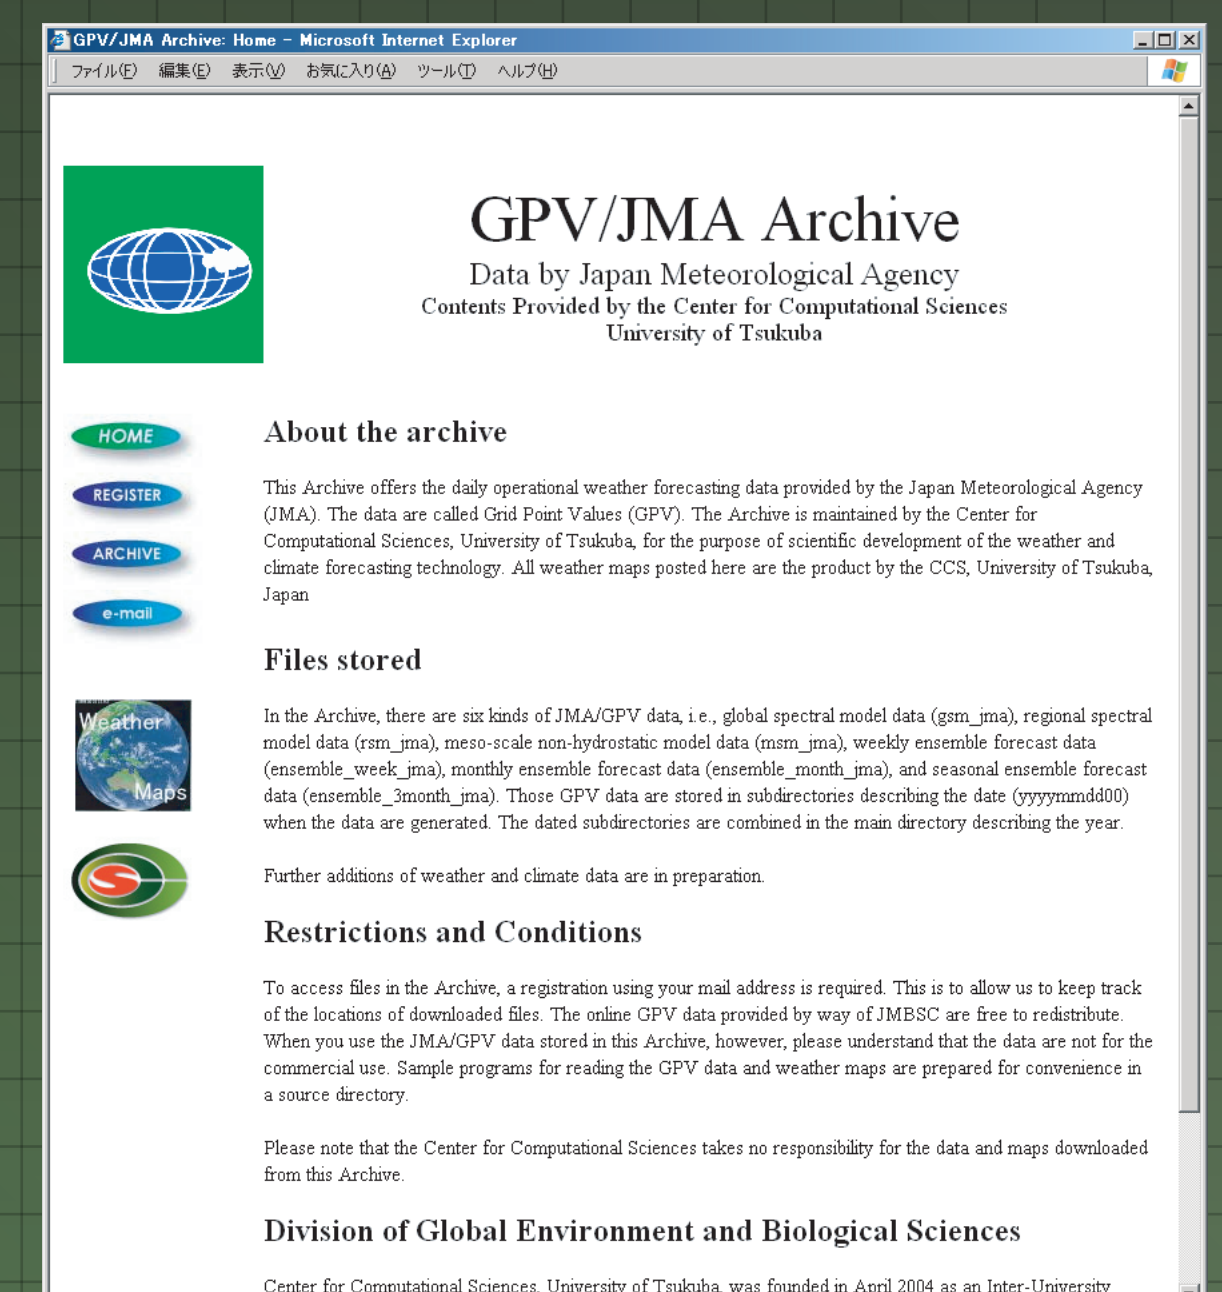 GPV/JMA Archive: Home - Microsoft Internet Explorer
ファイル(F) 編集(E) 表示(V) お気に入り(A) ツール(T) ヘルプ(H)
GPV/JMA Archive
Data by Japan Meteorological Agency
Contents Provided by the Center for Computational Sciences
University of Tsukuba
HOME
REGISTER
ARCHIVE
e-mail
Weather
Maps
About the archive
This Archive offers the daily operational weather forecasting data provided by the Japan Meteorological Agency
(JMA). The data are called Grid Point Values (GPV). The Archive is maintained by the Center for
Computational Sciences, University of Tsukuba, for the purpose of scientific development of the weather and
climate forecasting technology. All weather maps posted here are the product by the CCS, University of Tsukuba,
Japan
Files stored
In the Archive, there are six kinds of JMA/GPV data, i.e., global spectral model data (gsm_jma), regional spectral
model data (rsm_jma), meso-scale non-hydrostatic model data (msm_jma), weekly ensemble forecast data
(ensemble_week_jma), monthly ensemble forecast data (ensemble_month_jma), and seasonal ensemble forecast
data (ensemble_3month_jma). Those GPV data are stored in subdirectories describing the date (yyyymmdd00)
when the data are generated. The dated subdirectories are combined in the main directory describing the year.
Further additions of weather and climate data are in preparation.
Restrictions and Conditions
To access files in the Archive, a registration using your mail address is required. This is to allow us to keep track
of the locations of downloaded files. The online GPV data provided by way of JMBSC are free to redistribute.
When you use the JMA/GPV data stored in this Archive, however, please understand that the data are not for the
commercial use. Sample programs for reading the GPV data and weather maps are prepared for convenience in
a source directory.
Please note that the Center for Computational Sciences takes no responsibility for the data and maps downloaded
from this Archive.
Division of Global Environment and Biological Sciences
Center for Computational Sciences, University of Tsukuba, was founded in April 2004 as an Inter-University